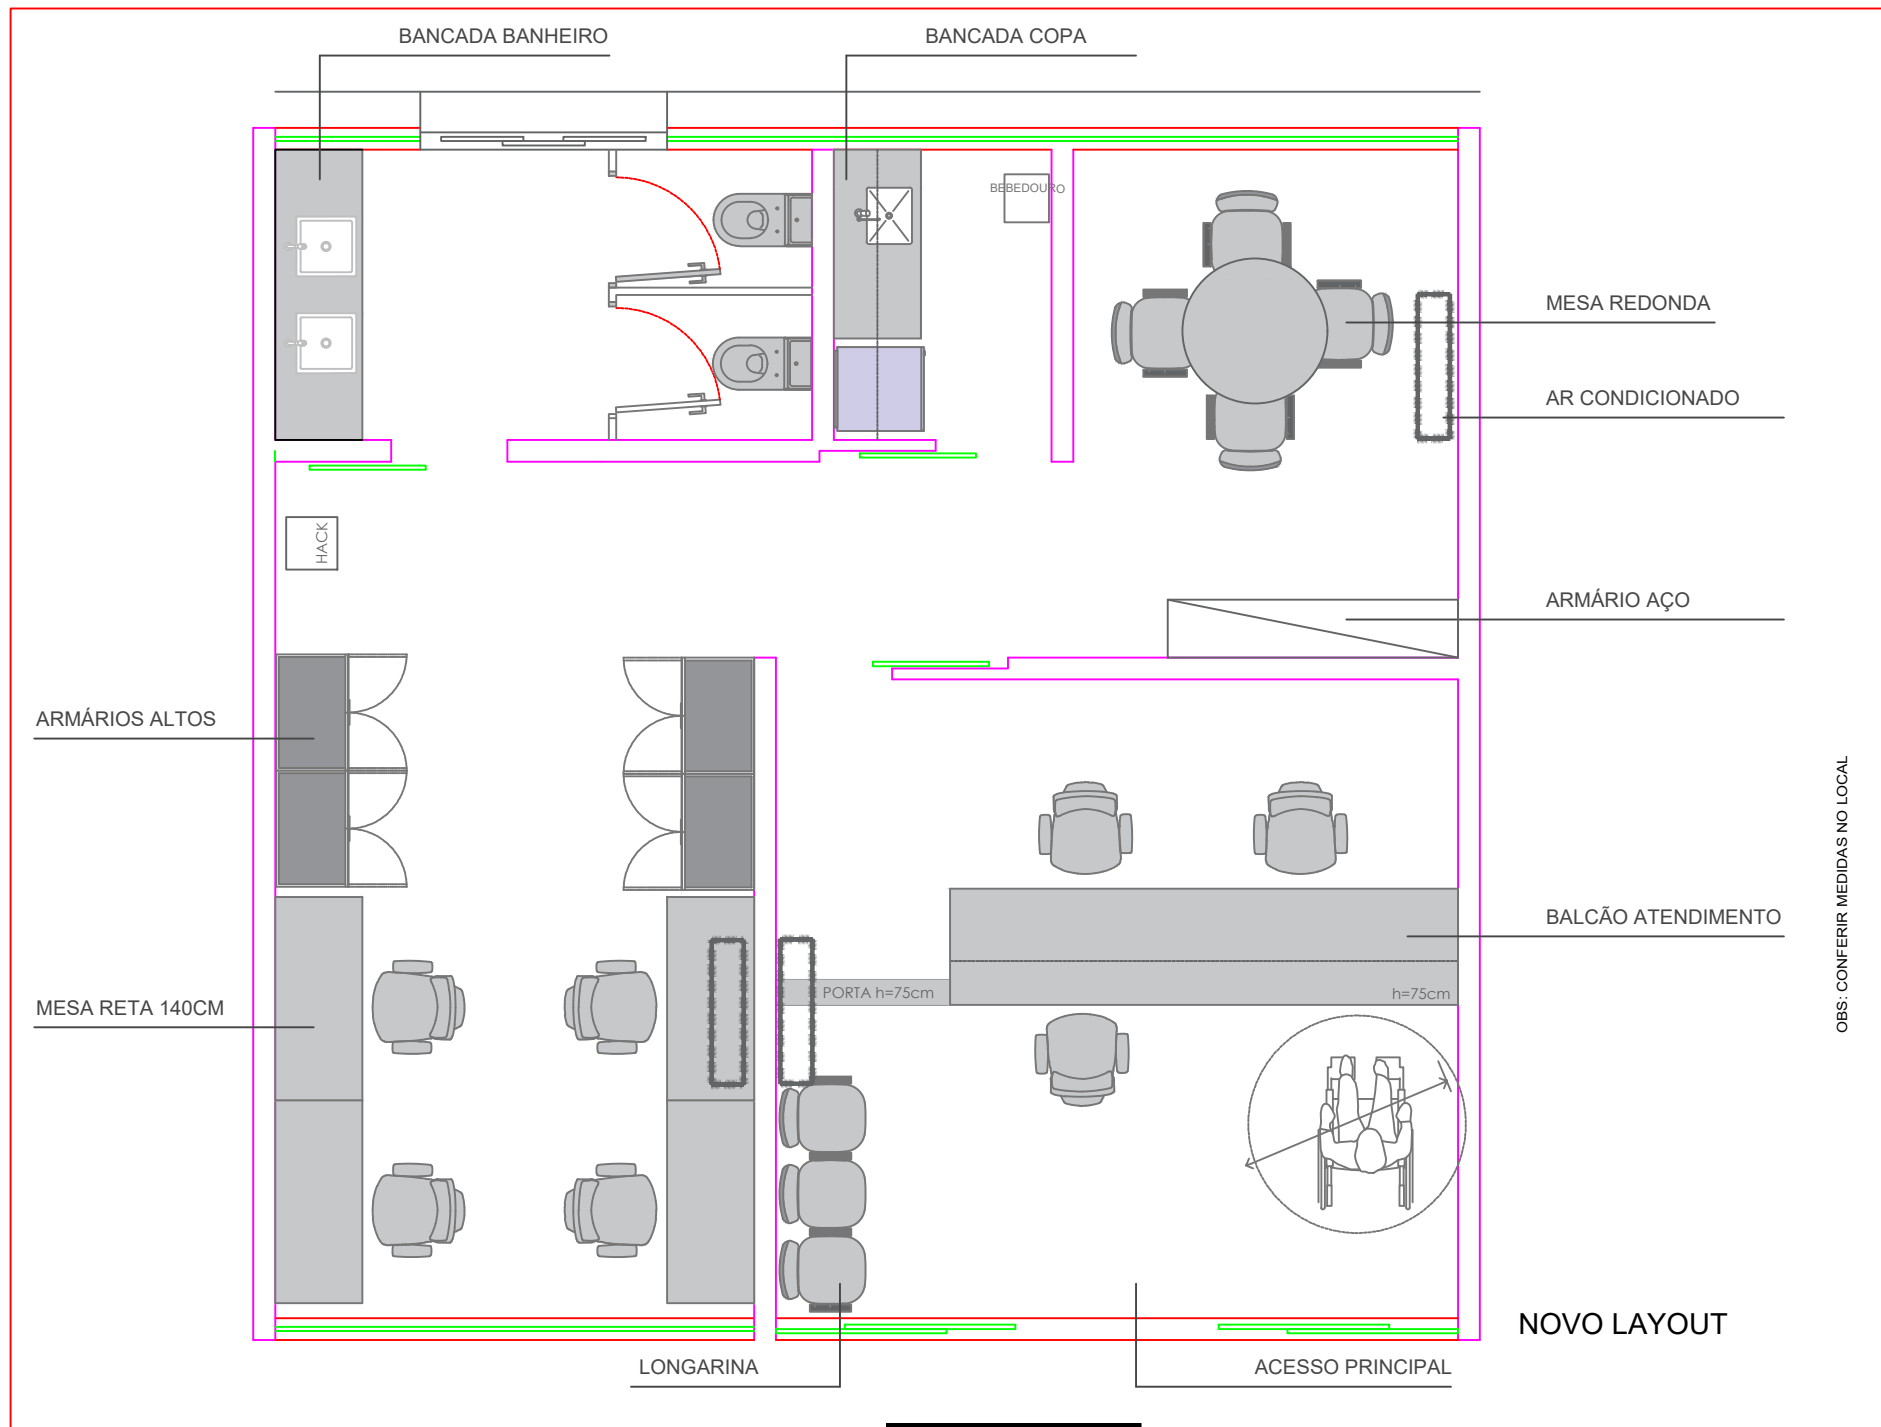 BANCADA BANHEIRO
BANCADA COPA
BEBEDOURO
MESA REDONDA
AR CONDICIONADO
HACK
ARMÁRIO AÇO
ARMÁRIOS ALTOS
OBS: CONFERIR MEDIDAS NO LOCAL
BALCÃO ATENDIMENTO
PORTA h=75cm
h=75cm
MESA RETA 140CM
NOVO LAYOUT
LONGARINA
ACESSO PRINCIPAL